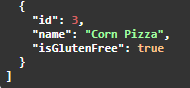 {
"id": 3,
"name": "Corn Pizza",
"isGlutenFree": true
}
]